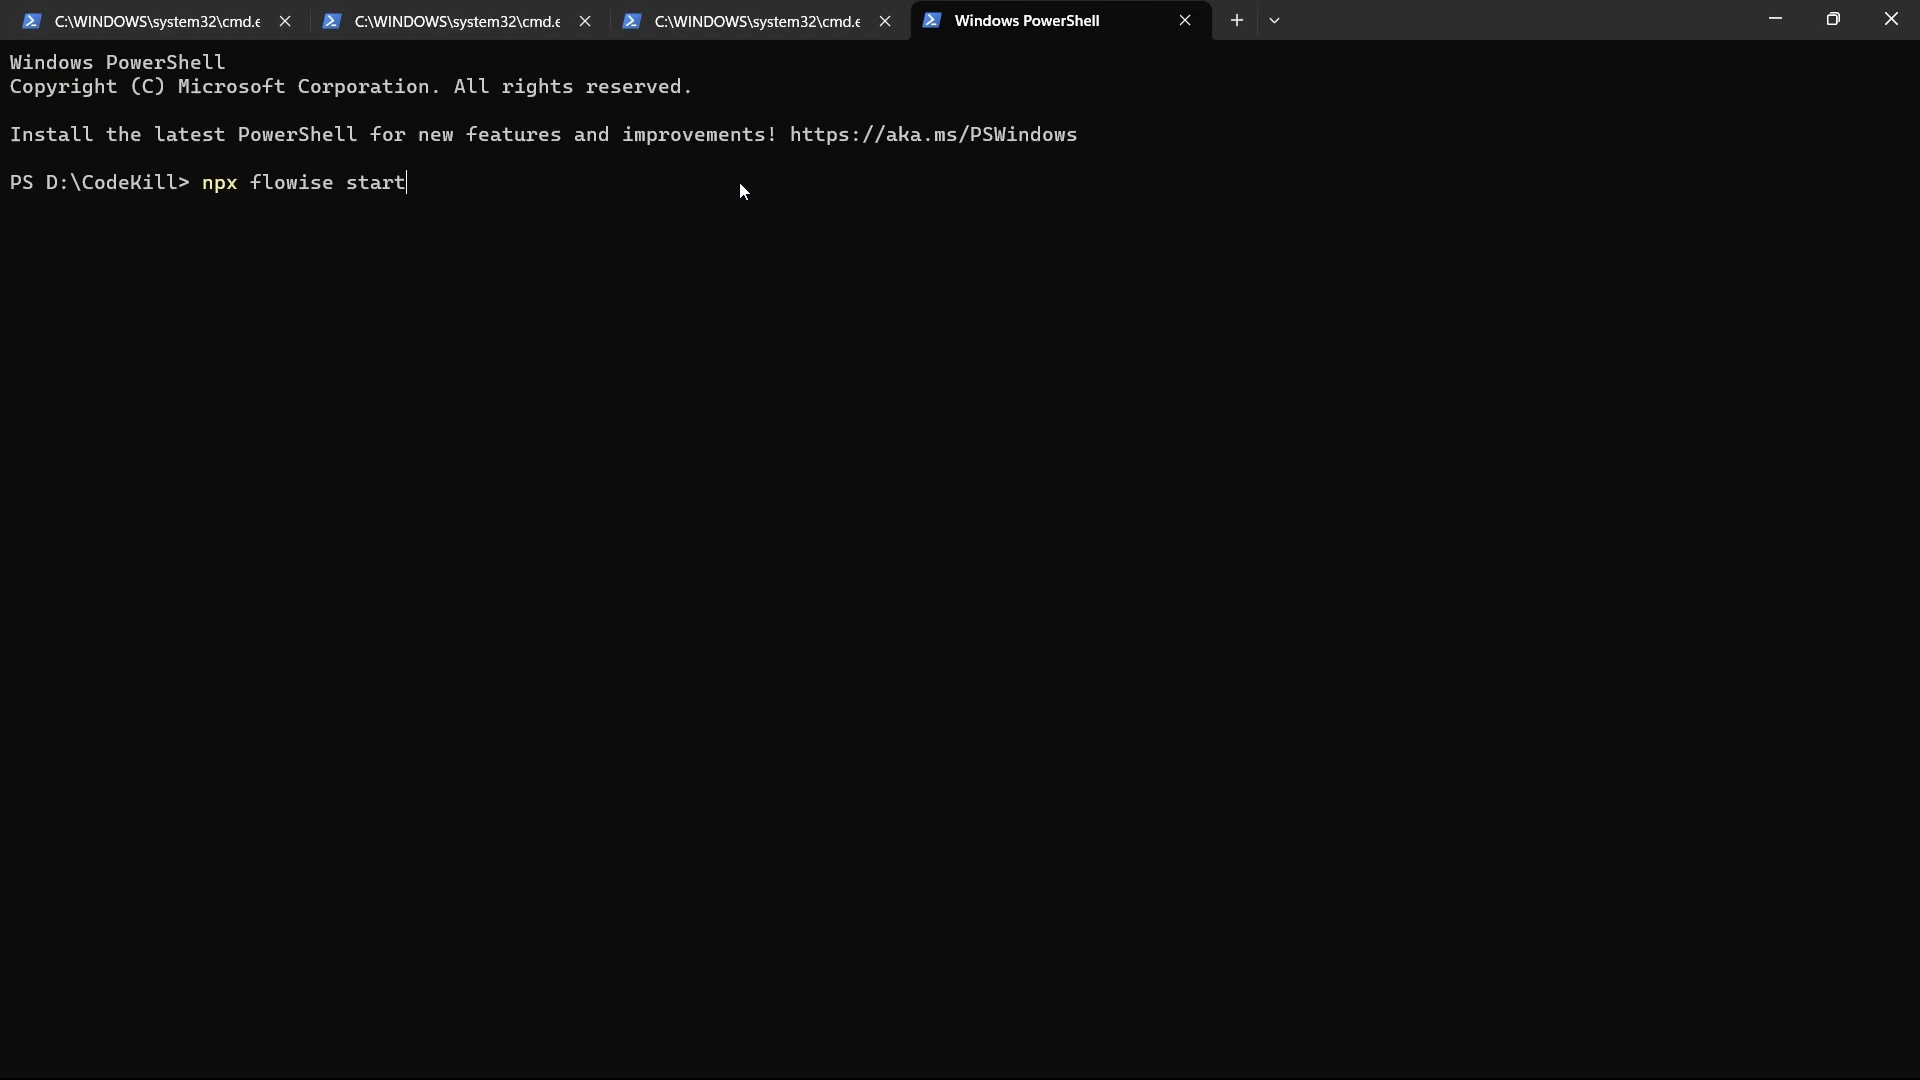 C:\WINDOWS\system32\cmd.e
C:\WINDOWS\system32\cmd.e
C:\WINDOWS\system32\cmd.e
Windows PowerShell
Windows PowerShell
Copyright (C) Microsoft Corporation. All rights reserved.
Install the latest PowerShell for new features and improvements! https://aka.ms/PSWindows
PS D:\CodeKill> npx flowise start